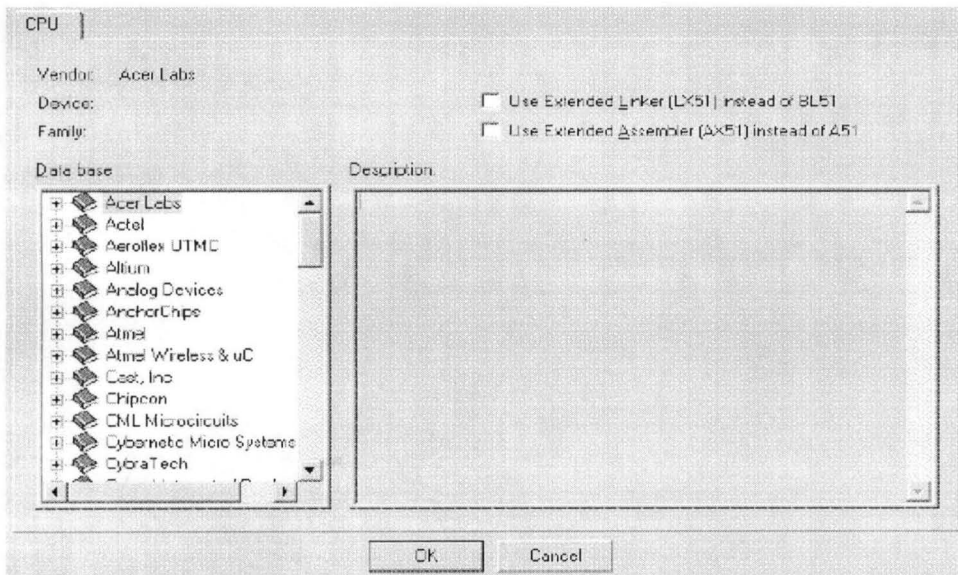 CPU
Vendor: Acer Labs
Device:
Use Extended Linker (LX51) instead of BL51
Family:
Use Extended Assembler (AX51) instead of A51
Data base
Description:
Acer Labs
Actel
Aeroflex UTMC
Altium
Analog Devices
AnchorChips
Atmel
Atmel Wireless & uC
Cast, Inc
Chipcon
CML Microcircuits
Cybernetic Micro Systems
CybraTech
OK
Cancel